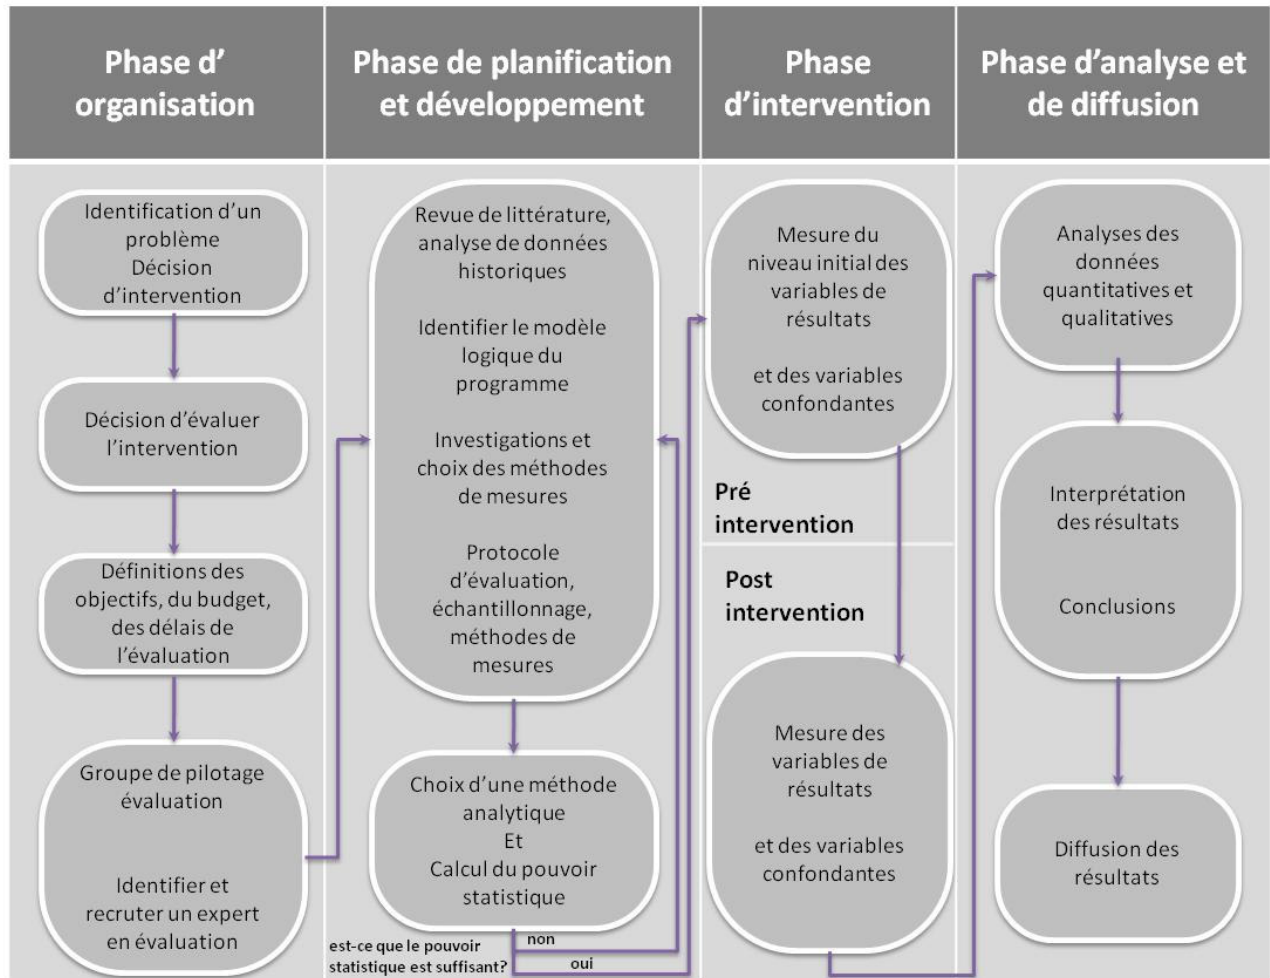 Phase d’
organisation
Phase de planification
et développement
Phase
d’intervention
Phase d’analyse et
de diffusion
Identification d’un
problème
Décision
d’intervention
Décision d’évaluer
l’intervention
Définitions des
objectifs, du budget,
des délais de
l’évaluation
Groupe de pilotage
évaluation
Identifier et
recruter un expert
en évaluation
Revue de littérature,
analyse de données
historiques
Identifier le modèle
logique du
programme
Investigations et
choix des méthodes
de mesures
Protocole
d’évaluation,
échantillonnage,
méthodes de
mesures
Choix d’une méthode
analytique
Et
Calcul du pouvoir
statistique
est-ce que le pouvoir
statistique est suffisant?
non
oui
Mesure du
niveau initial des
variables de
résultats
et des variables
confondantes
Pré
intervention
Post
intervention
Mesure des
variables de
résultats
et des variables
confondantes
Analyses des
données
quantitatives et
qualitatives
Interprétation
des résultats
Conclusions
Diffusion des
résultats